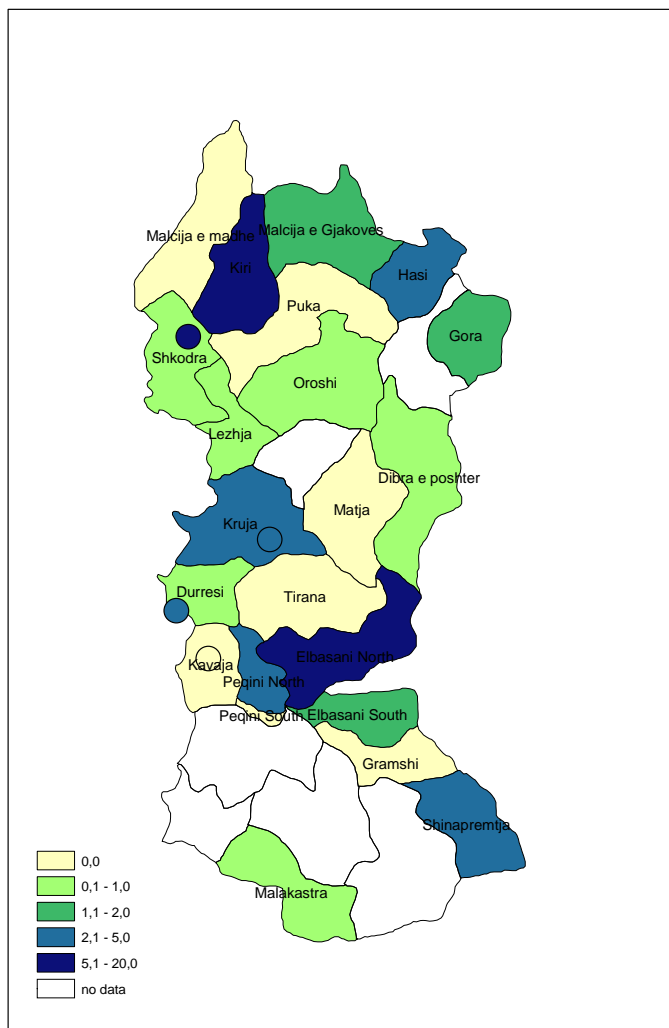 Malcija e madhe
Malcija e Gjakoves
Kiri
Hasi
Puka
Gora
Shkodra
Oroshi
Lezhja
Dibra e poshter
Matja
Kruja
Durresi
Tirana
Elbasani North
Kavaja
Peqini North
Peqini South
Elbasani South
Gramshi
Shinapremtja
Malakastra
0,0
0,1 - 1,0
1,1 - 2,0
2,1 - 5,0
5,1 - 20,0
no data